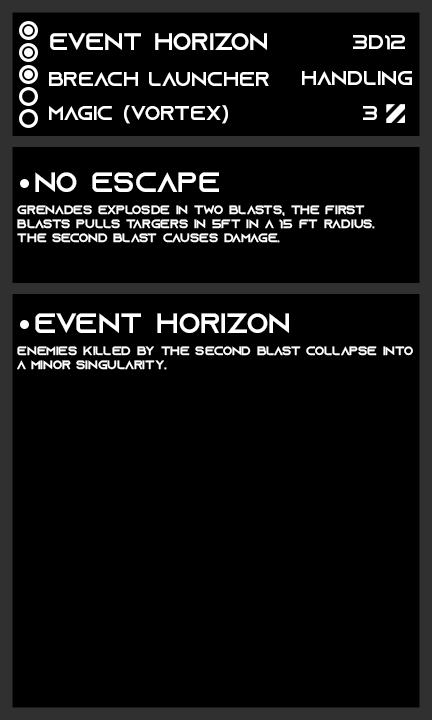 EVENT HORIZON 3D12
BREACH LAUNCHER HANDLING
MAGIC (VORTEX) 3
•NO ESCAPE
GRENADES EXPLOSDE IN TWO BLASTS, THE FIRST
BLASTS PULLS TARGERS IN 5FT IN A 15 FT RADIUS.
THE SECOND BLAST CAUSES DAMAGE.
•EVENT HORIZON
ENEMIES KILLED BY THE SECOND BLAST COLLAPSE INTO
A MINOR SINGULARITY.